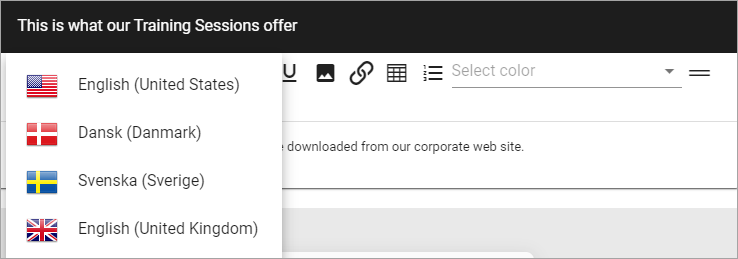 This is what our Training Sessions offer
English (United States)
U
Select color
Dansk (Danmark)
downloaded from our corporate web site.
Svenska (Sverige)
English (United Kingdom)